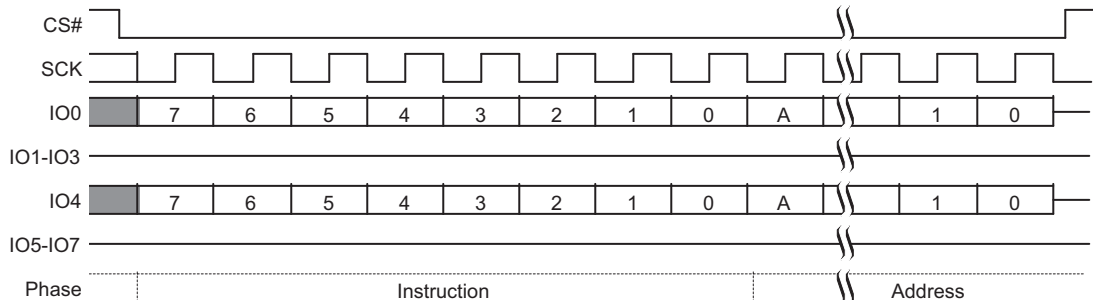 CS#
SCK
IO0 7 6 5 4 3 2 1 0 A 1 0
IO1-IO3
IO4 7 6 5 4 3 2 1 0 A 1 0
IO5-IO7
Phase Instruction Address